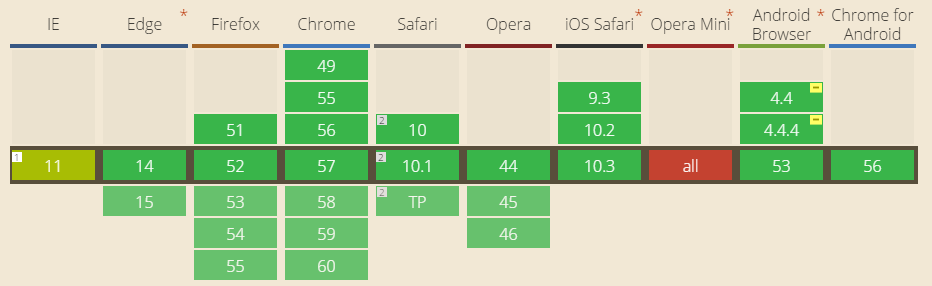 IE Edge * Firefox Chrome Safari Opera iOS Safari * Opera Mini * Android Browser * Chrome for Android
49
55 9.3 4.4 -
51 56 2 10 10.2 4.4.4 -
1 11 14 52 57 2 10.1 44 10.3 all 53 56
15 53 58 2 TP 45
54 59 46
55 60